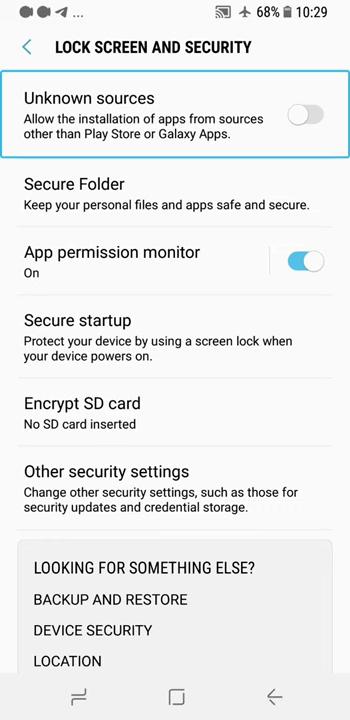 ... 68% 10:29
LOCK SCREEN AND SECURITY
Unknown sources
Allow the installation of apps from sources
other than Play Store or Galaxy Apps.
Secure Folder
Keep your personal files and apps safe and secure.
App permission monitor
On
Secure startup
Protect your device by using a screen lock when
your device powers on.
Encrypt SD card
No SD card inserted
Other security settings
Change other security settings, such as those for
security updates and credential storage.
LOOKING FOR SOMETHING ELSE?
BACKUP AND RESTORE
DEVICE SECURITY
LOCATION